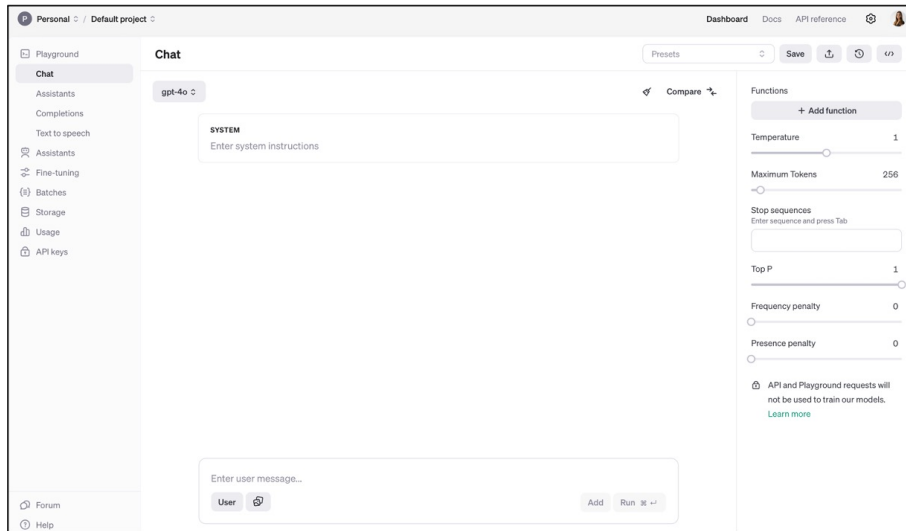 P Personal / Default project
Dashboard Docs API reference
Playground
Chat
Assistants
Completions
Text to speech
Assistants
Fine-tuning
Batches
Storage
Usage
API keys
Forum
Help
Chat
Presets
Save
gpt-4o
Compare
SYSTEM
Enter system instructions
Enter user message...
User
Add Run ⌘ ↵
Functions
+ Add function
Temperature 1
Maximum Tokens 256
Stop sequences
Enter sequence and press Tab
Top P 1
Frequency penalty 0
Presence penalty 0
API and Playground requests will
not be used to train our models.
Learn more